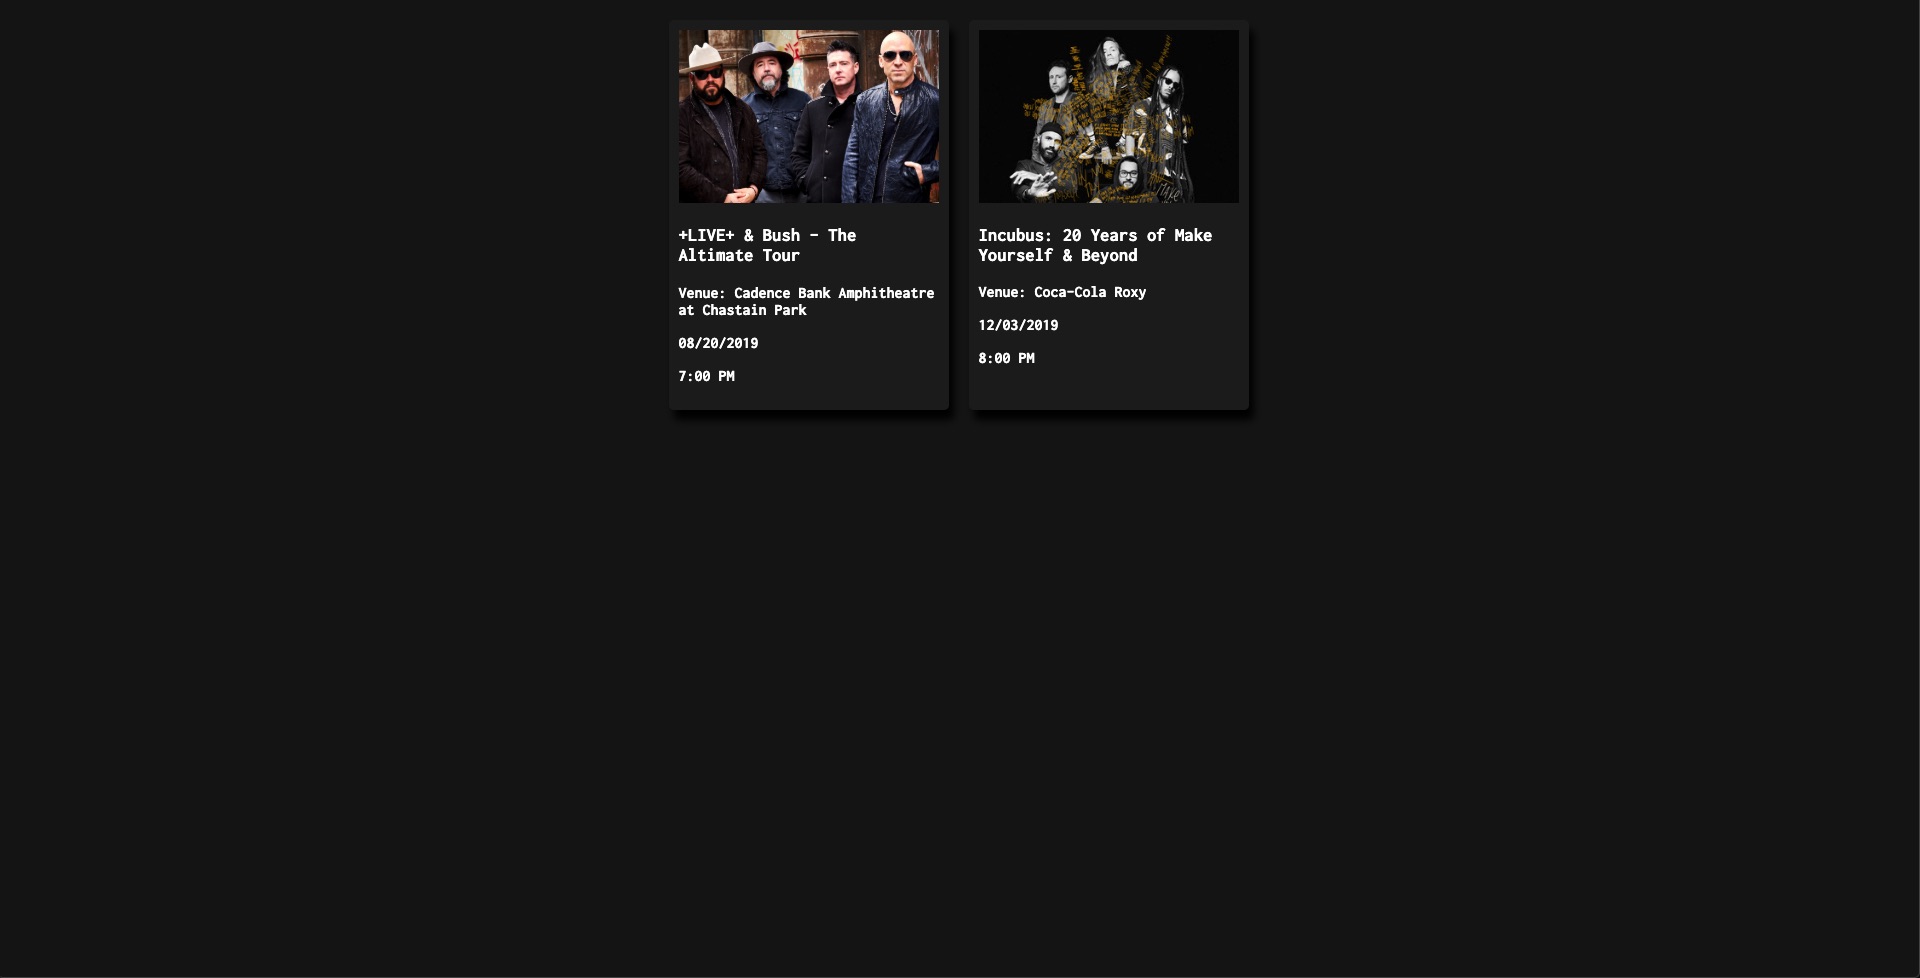 +LIVE+ & Bush - The
Altimate Tour
Venue: Cadence Bank Amphitheatre
at Chastain Park
08/20/2019
7:00 PM
Incubus: 20 Years of Make
Yourself & Beyond
Venue: Coca-Cola Roxy
12/03/2019
8:00 PM